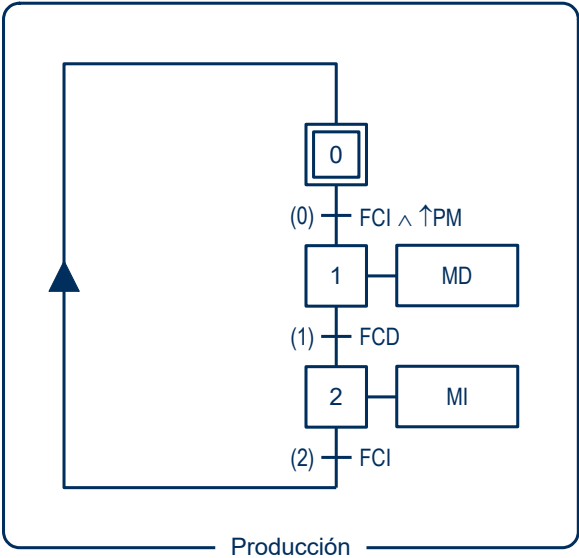 0
(0) FCI ∧ ↑PM
1 MD
(1) FCD
2 MI
(2) FCI
Producción